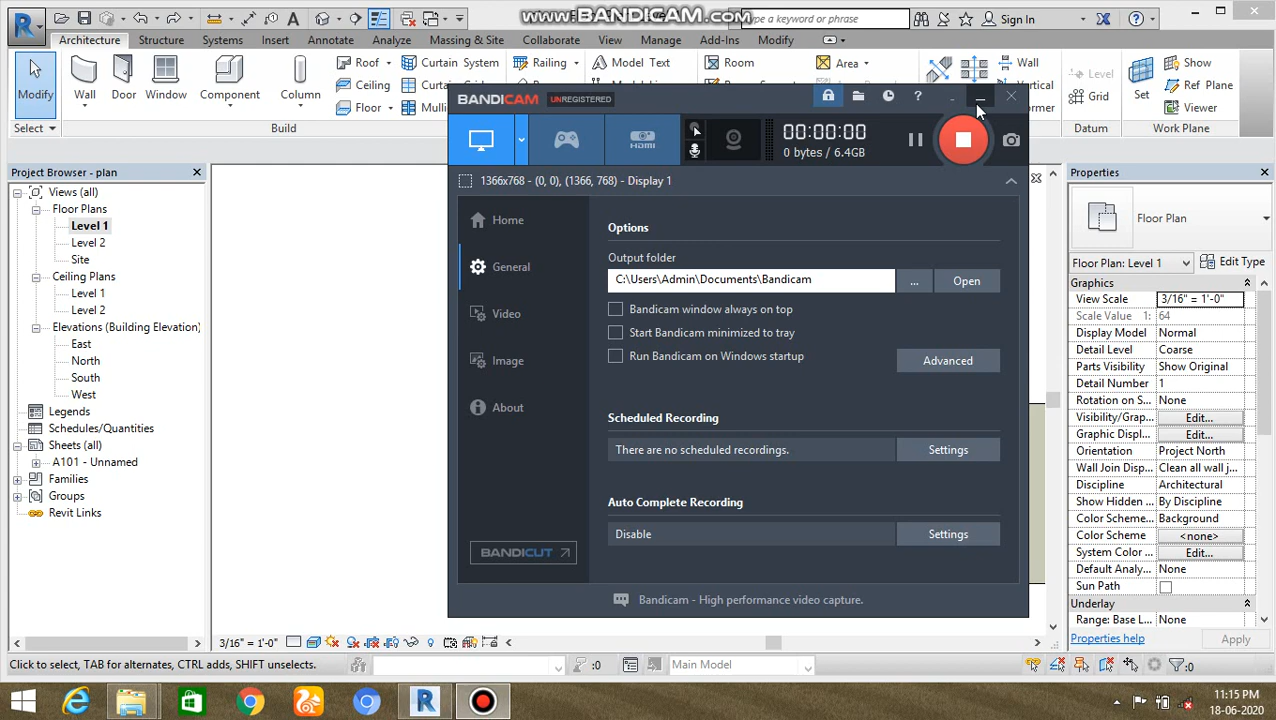 www.BANDICAM.com
Type a keyword or phrase
Sign In
Architecture Structure Systems Insert Annotate Analyze Massing & Site Collaborate View Manage Add-Ins Modify
Modify Wall Door Window Component Column
Roof Curtain System Railing Model Text Room Area Wall Show
Ceiling Curtain Vertical Level Ref Plane
Floor Grid Viewer
Select Build Datum Work Plane
BANDICAM UNREGISTERED
00:00:00
0 bytes / 6.4GB
1366x768 - (0, 0), (1366, 768) - Display 1
Home
General
Video
Image
About
BANDICUT
Options
Output folder
C:\Users\Admin\Documents\Bandicam ... Open
Bandicam window always on top
Start Bandicam minimized to tray
Run Bandicam on Windows startup
Advanced
Scheduled Recording
There are no scheduled recordings. Settings
Auto Complete Recording
Disable Settings
Bandicam - High performance video capture.
Project Browser - plan
Views (all)
Floor Plans
Level 1
Level 2
Site
Ceiling Plans
Level 1
Level 2
Elevations (Building Elevation)
East
North
South
West
Legends
Schedules/Quantities
Sheets (all)
A101 - Unnamed
Families
Groups
Revit Links
Properties
Floor Plan
Floor Plan: Level 1 Edit Type
Graphics
View Scale 3/16" = 1'-0"
Scale Value 1: 64
Display Model Normal
Detail Level Coarse
Parts Visibility Show Original
Detail Number 1
Rotation on S... None
Visibility/Grap... Edit...
Graphic Displ... Edit...
Orientation Project North
Wall Join Disp... Clean all wall j...
Discipline Architectural
Show Hidden ... By Discipline
Color Scheme... Background
Color Scheme <none>
System Color ... Edit...
Default Analy... None
Sun Path
Underlay
Range: Base L... None
Properties help Apply
3/16" = 1'-0"
Click to select, TAB for alternates, CTRL adds, SHIFT unselects. :0 Main Model :0
11:15 PM
18-06-2020